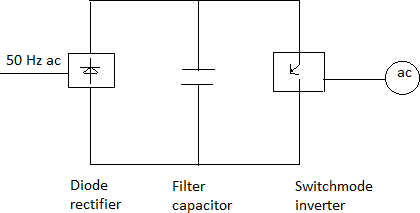 50 Hz ac
ac
Diode
rectifier
Filter
capacitor
Switchmode
inverter